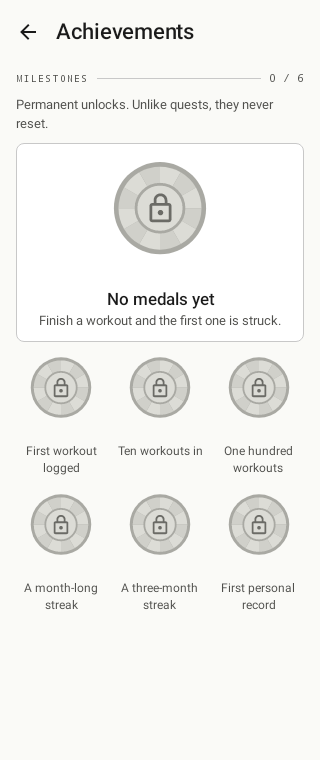 Achievements
MILESTONES 0 / 6
Permanent unlocks. Unlike quests, they never
reset.
No medals yet
Finish a workout and the first one is struck.
First workout
logged
Ten workouts in
One hundred
workouts
A month-long
streak
A three-month
streak
First personal
record